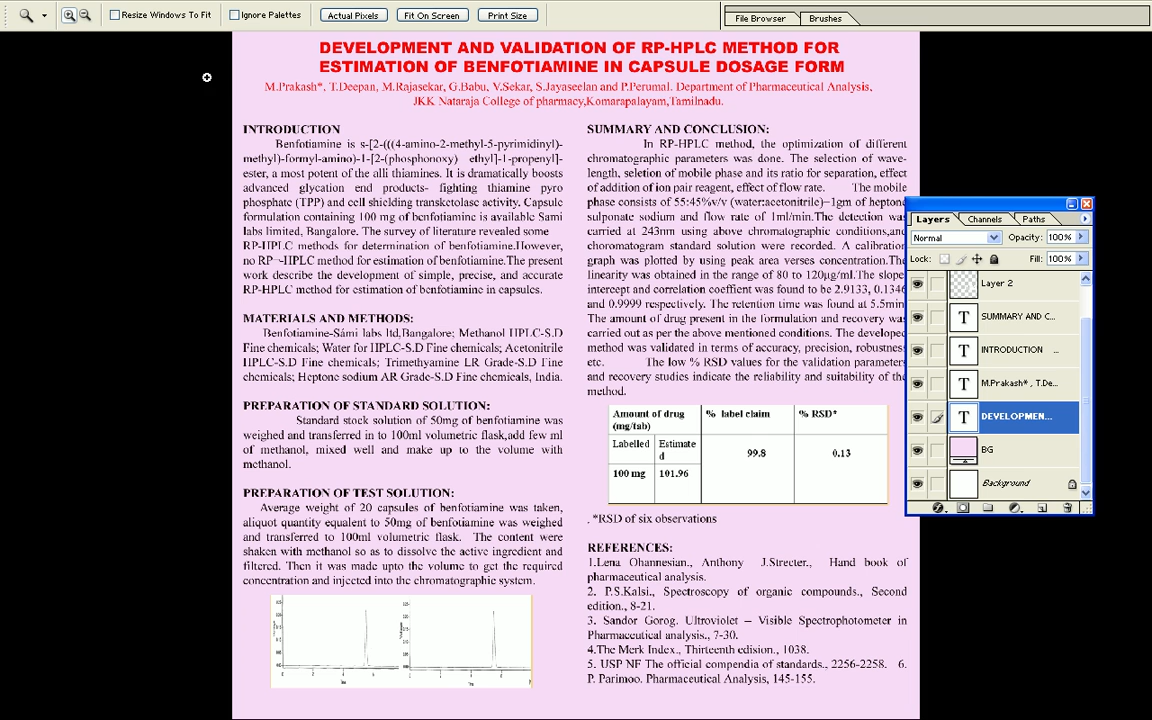 Resize Windows To Fit
Ignore Palettes
Actual Pixels
Fit On Screen
Print Size
File Browser
Brushes
DEVELOPMENT AND VALIDATION OF RP-HPLC METHOD FOR
ESTIMATION OF BENFOTIAMINE IN CAPSULE DOSAGE FORM
M.Prakash*, T.Deepan, M.Rajasekar, G.Babu, V.Sekar, S.Jayaseelan and P.Perumal. Department of Pharmaceutical Analysis,
JKK Nataraja College of pharmacy,Komarapalayam,Tamilnadu.
INTRODUCTION
Benfotiamine is s-[2-(((4-amino-2-methyl-5-pyrimidinyl)-
methyl)-formyl-amino)-1-[2-(phosphonoxy) ethyl]-1-propenyl]-
ester, a most potent of the alli thiamines. It is dramatically boosts
advanced glycation end products- fighting thiamine pyro
phosphate (TPP) and cell shielding transketolase activity. Capsule
formulation containing 100 mg of benfotiamine is available Sami
labs limited, Bangalore. The survey of literature revealed some
RP-HPLC methods for determination of benfotiamine.However,
no RP--HPLC method for estimation of benfotiamine.The present
work describe the development of simple, precise, and accurate
RP-HPLC method for estimation of benfotiamine in capsules.
MATERIALS AND METHODS:
Benfotiamine-Sámi labs ltd,Bangalore; Methanol HPLC-S.D
Fine chemicals; Water for HPLC-S.D Fine chemicals; Acetonitrile
HPLC-S.D Fine chemicals; Trimethyamine LR Grade-S.D Fine
chemicals; Heptone sodium AR Grade-S.D Fine chemicals, India.
PREPARATION OF STANDARD SOLUTION:
Standard stock solution of 50mg of benfotiamine was
weighed and transferred in to 100ml volumetric flask,add few ml
of methanol, mixed well and make up to the volume with
methanol.
PREPARATION OF TEST SOLUTION:
Average weight of 20 capsules of benfotiamine was taken,
aliquot quantity equalent to 50mg of benfotiamine was weighed
and transferred to 100ml volumetric flask. The content were
shaken with methanol so as to dissolve the active ingredient and
filtered. Then it was made upto the volume to get the required
concentration and injected into the chromatographic system.
SUMMARY AND CONCLUSION:
In RP-HPLC method, the optimization of different
chromatographic parameters was done. The selection of wave-
length, seletion of mobile phase and its ratio for separation, effect
of addition of ion pair reagent, effect of flow rate. The mobile
phase consists of 55:45%v/v (water:acetonitrile)–1gm of heptone
sulponate sodium and flow rate of 1ml/min.The detection was
carried at 243nm using above chromatographic conditions,and
choromatogram standard solution were recorded. A calibration
graph was plotted by using peak area verses concentration.The
linearity was obtained in the range of 80 to 120µg/ml.The slope
intercept and correlation coeffient was found to be 2.9133, 0.1346
and 0.9999 respectively. The retention time was found at 5.5min.
The amount of drug present in the formulation and recovery was
carried out as per the above mentioned conditions. The developed
method was validated in terms of accuracy, precision, robustness
etc. The low % RSD values for the validation parameters
and recovery studies indicate the reliability and suitability of the
method.
Amount of drug % label claim % RSD*
(mg/tab)
Labelled Estimate
d
99.8 0.13
100 mg 101.96
. *RSD of six observations
REFERENCES:
1.Lena Ohannesian., Anthony J.Strecter., Hand book of
pharmaceutical analysis.
2. P.S.Kalsi., Spectroscopy of organic compounds., Second
edition., 8-21.
3. Sandor Gorog. Ultroviolet – Visible Spectrophotometer in
Pharmaceutical analysis., 7-30.
4.The Merk Index., Thirteenth edision., 1038.
5. USP NF The official compendia of standards., 2256-2258. 6.
P. Parimoo. Pharmaceutical Analysis, 145-155.
Layers
Channels
Paths
Normal
Opacity: 100%
Lock:
Fill: 100%
Layer 2
T SUMMARY AND C...
T INTRODUCTION ...
T M.Prakash* , T.De...
T DEVELOPMEN...
BG
Background